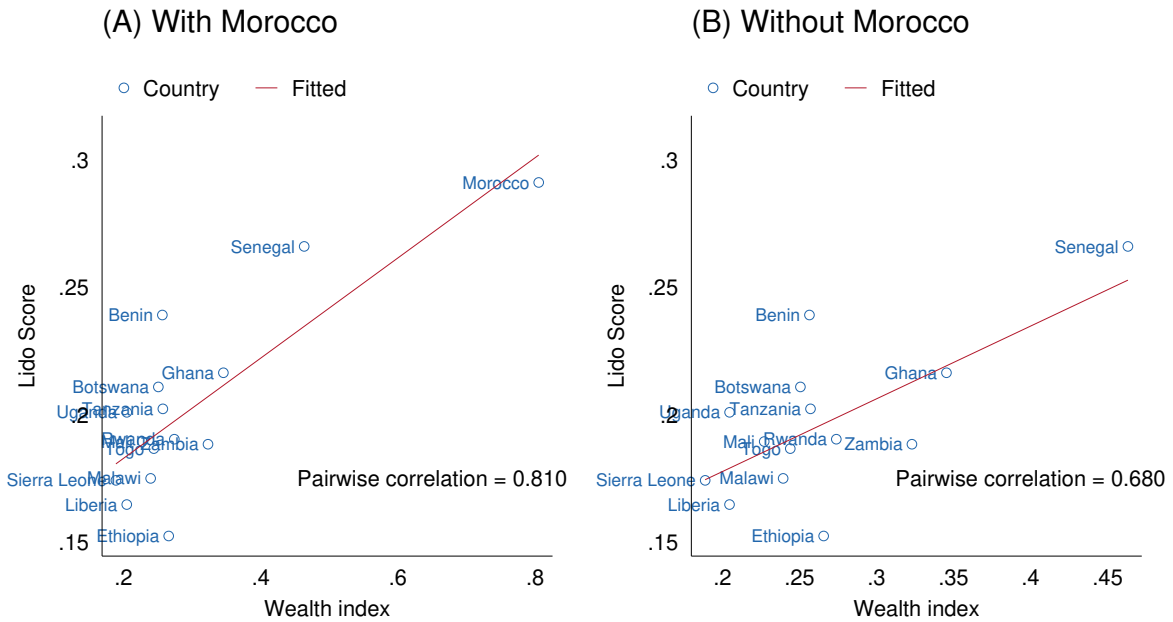 (A) With Morocco
Country
Fitted
.3
.25
.2
.15
Lido Score
Morocco
Senegal
Benin
Ghana
Botswana
Tanzania
Uganda
Rwanda
Mali
Zambia
Togo
Sierra Leone
Malawi
Pairwise correlation = 0.810
Liberia
Ethiopia
.2
.4
.6
.8
Wealth index
(B) Without Morocco
Country
Fitted
.3
.25
.2
.15
Lido Score
Senegal
Benin
Ghana
Botswana
Tanzania
Uganda
Rwanda
Mali
Zambia
Togo
Sierra Leone
Malawi
Pairwise correlation = 0.680
Liberia
Ethiopia
.2
.25
.3
.35
.4
.45
Wealth index